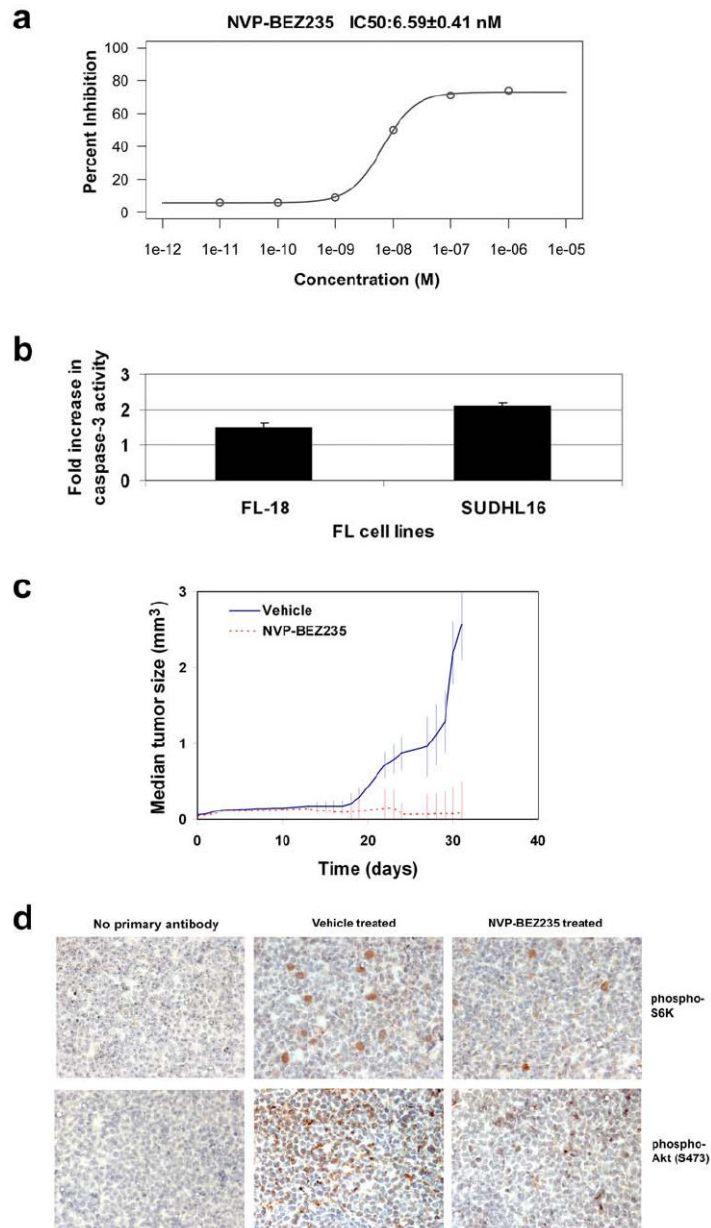 a
NVP-BEZ235 IC50:6.59±0.41 nM
Percent Inhibition
100
80
60
40
20
0
1e-12 1e-11 1e-10 1e-09 1e-08 1e-07 1e-06 1e-05
Concentration (M)
b
Fold increase in
caspase-3 activity
3
2
1
0
FL-18 SUDHL16
FL cell lines
c
Median tumor size (mm³)
3
2
1
0
Vehicle
NVP-BEZ235
0 10 20 30 40
Time (days)
d
No primary antibody Vehicle treated NVP-BEZ235 treated
phospho-
S6K
phospho-
Akt (S473)